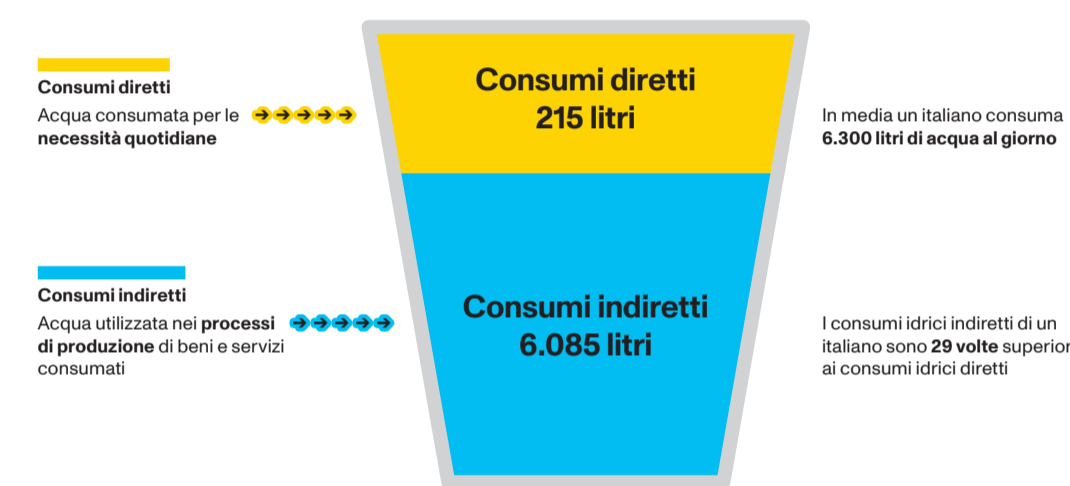 Consumi diretti
Acqua consumata per le
necessità quotidiane
Consumi diretti
215 litri
In media un italiano consuma
6.300 litri di acqua al giorno
Consumi indiretti
Acqua utilizzata nei processi
di produzione di beni e servizi
consumati
Consumi indiretti
6.085 litri
I consumi idrici indiretti di un
italiano sono 29 volte superior
ai consumi idrici diretti